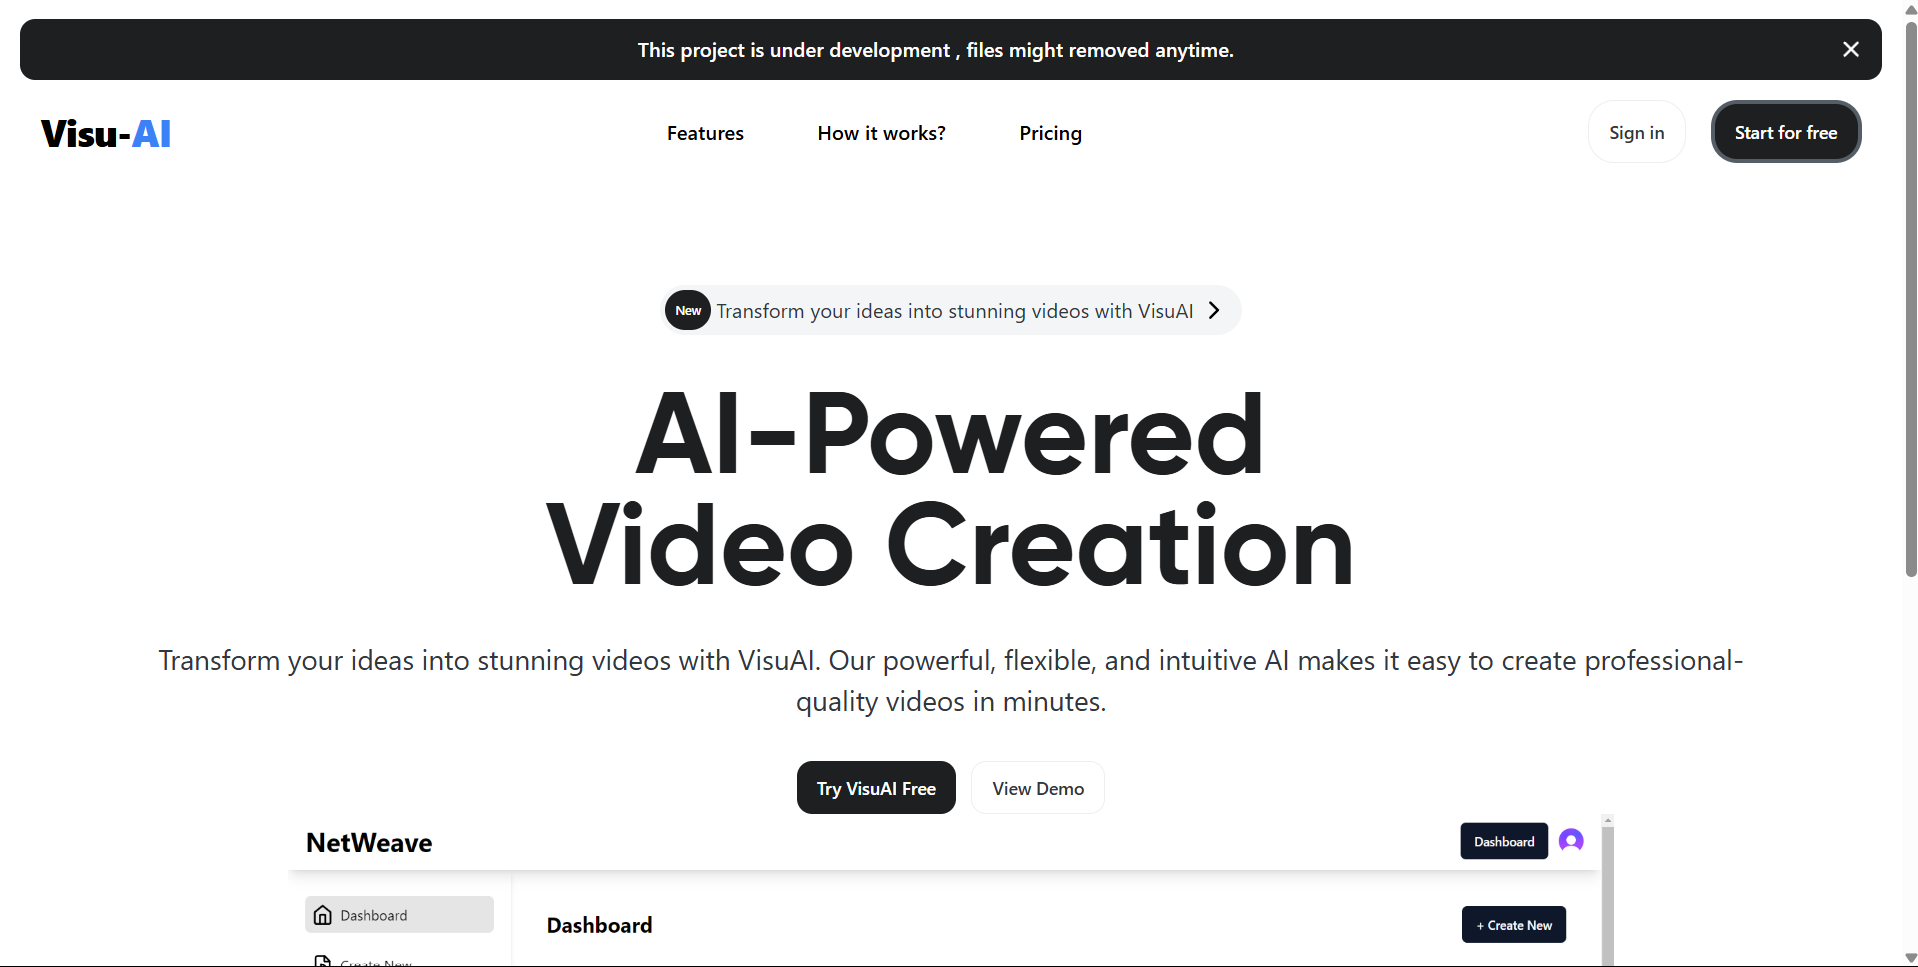 This project is under development , files might removed anytime.
Visu-AI
Features
How it works?
Pricing
Sign in
Start for free
New
Transform your ideas into stunning videos with VisuAI
AI-Powered
Video Creation
Transform your ideas into stunning videos with VisuAI. Our powerful, flexible, and intuitive AI makes it easy to create professional-
quality videos in minutes.
Try VisuAI Free
View Demo
NetWeave
Dashboard
Dashboard
Dashboard
+ Create New
Create New